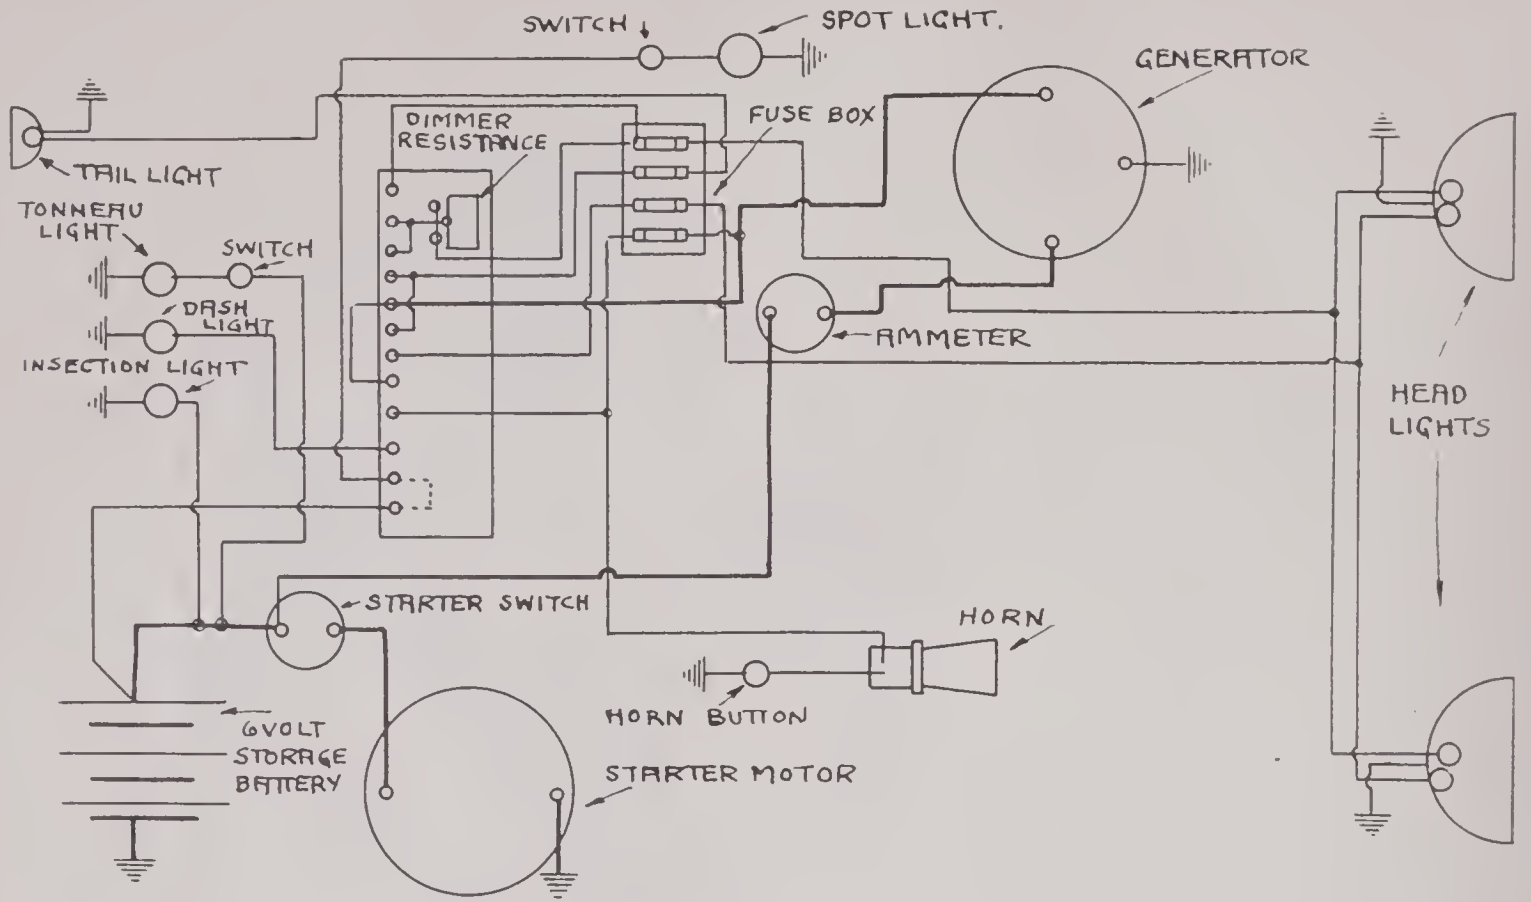 SWITCH
SPOT LIGHT.
GENERATOR
FUSE BOX
DIMMER
RESISTANCE
TAIL LIGHT
TONNEAU
LIGHT
SWITCH
DASH
LIGHT
INSECTION LIGHT
AMMETER
HEAD
LIGHTS
STARTER SWITCH
HORN
HORN BUTTON
6 VOLT
STORAGE
BATTERY
STARTER MOTOR